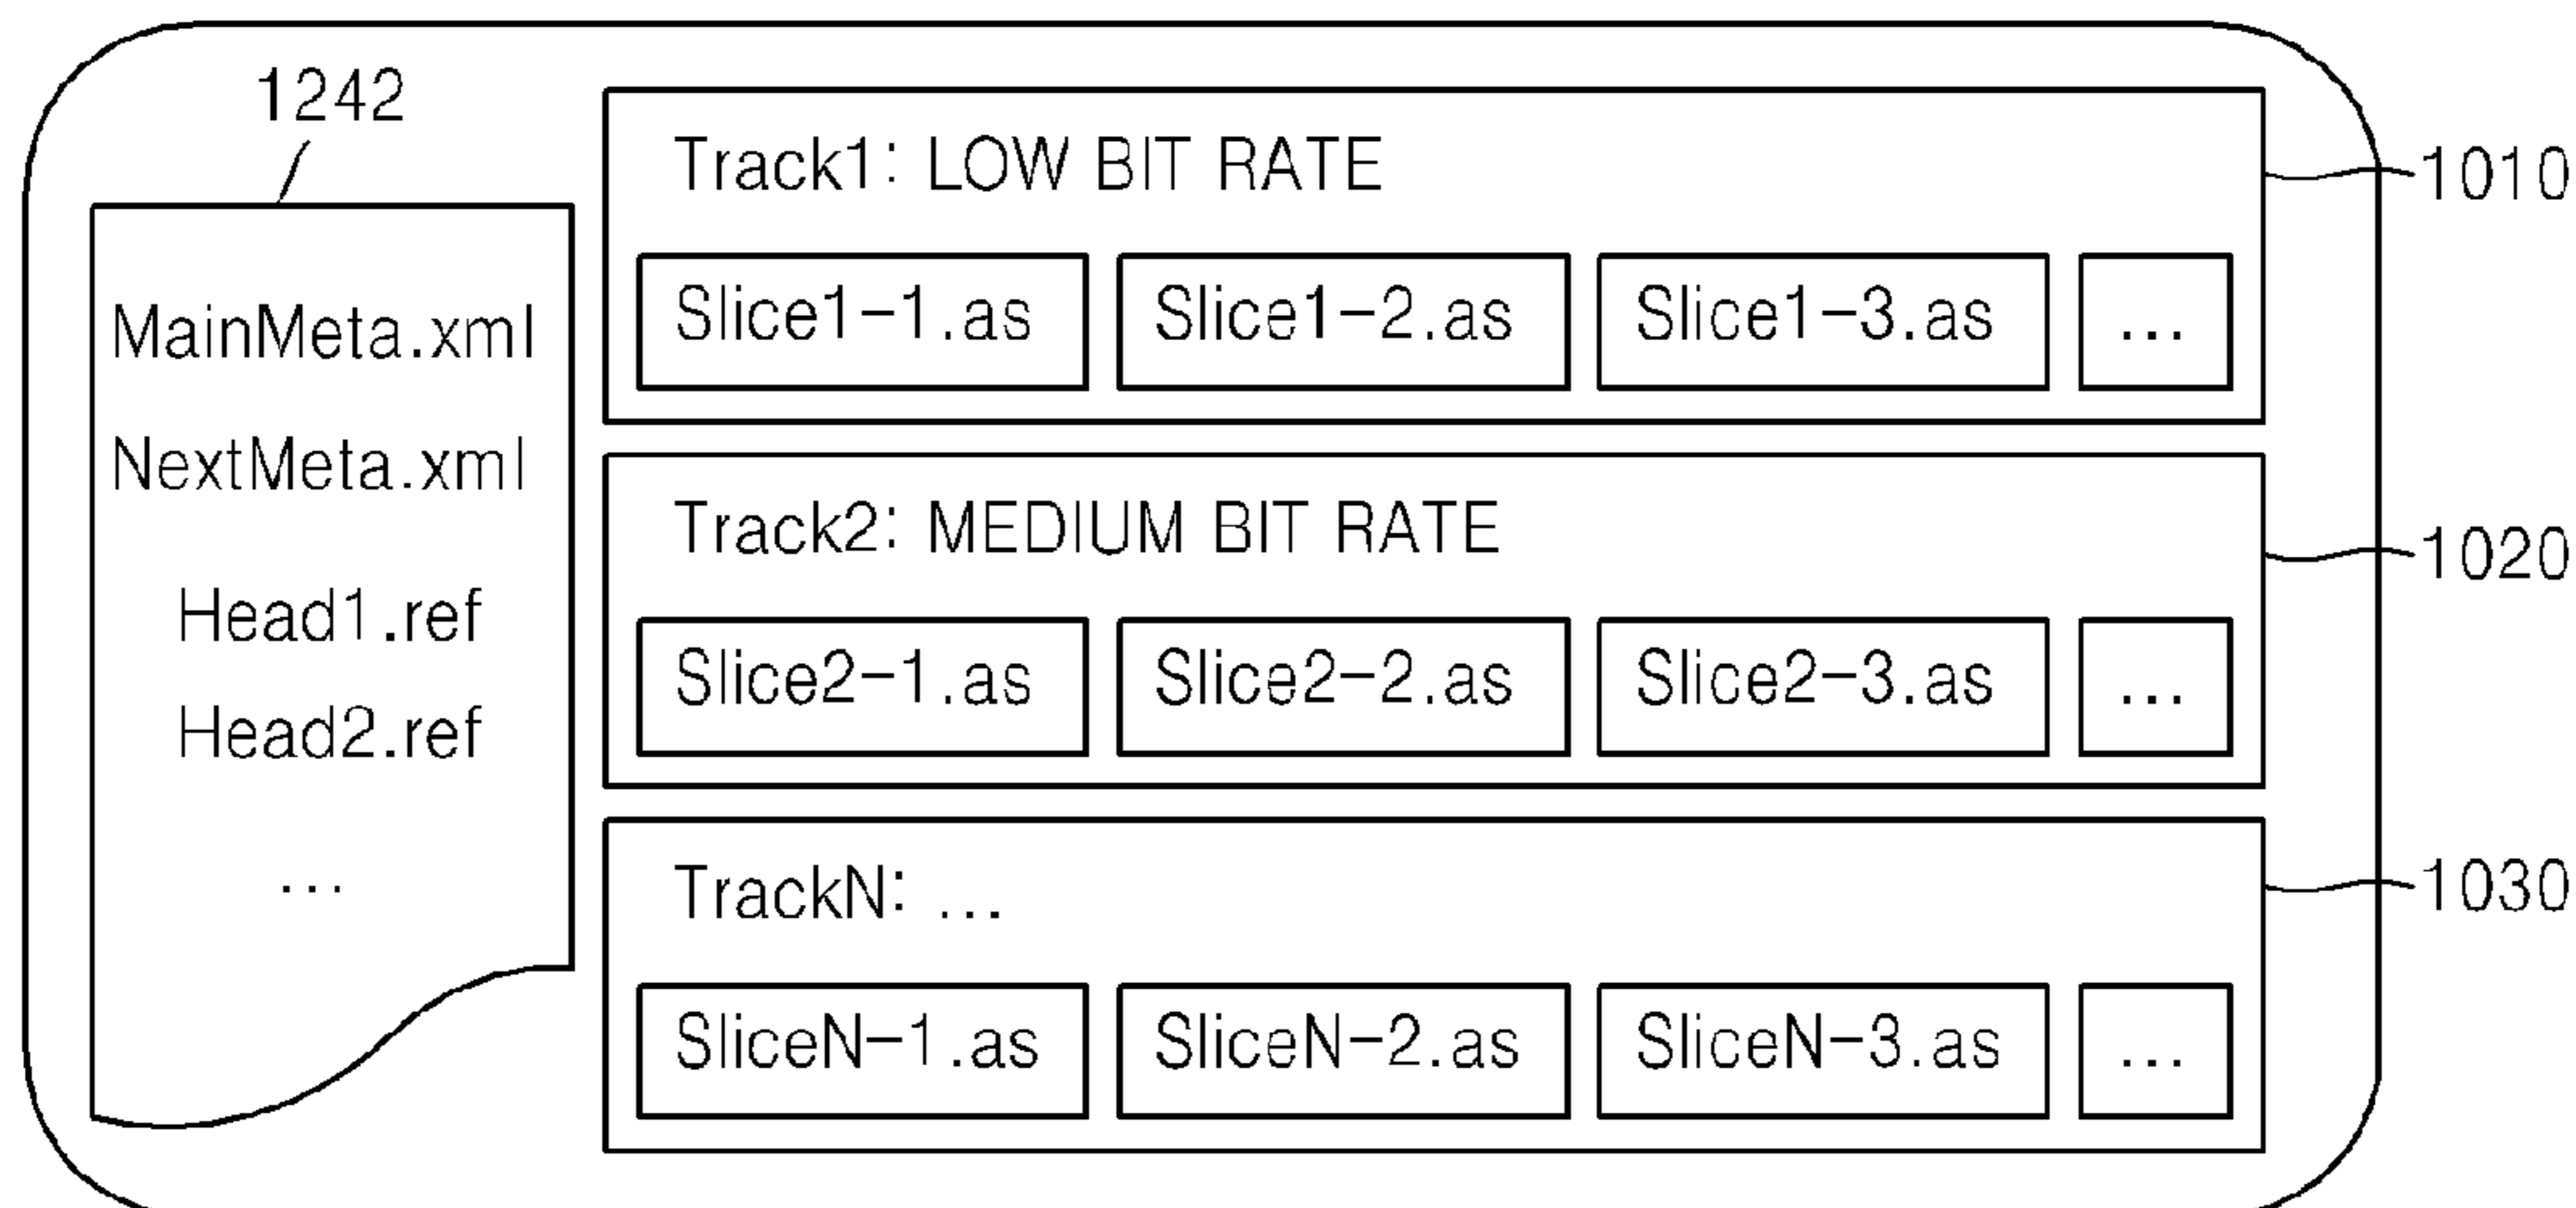 1242
MainMeta.xml
NextMeta.xml
Head1.ref
Head2.ref
...
Track1: LOW BIT RATE
1010
Slice1-1.as
Slice1-2.as
Slice1-3.as
...
Track2: MEDIUM BIT RATE
1020
Slice2-1.as
Slice2-2.as
Slice2-3.as
...
TrackN: ...
1030
SliceN-1.as
SliceN-2.as
SliceN-3.as
...